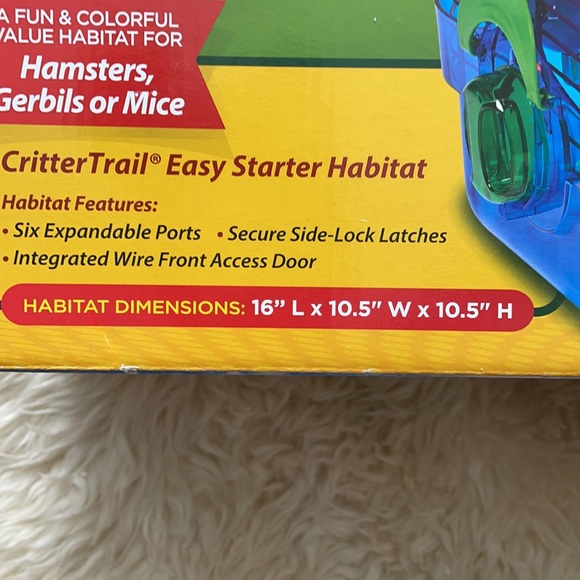 A FUN & COLORFUL
VALUE HABITAT FOR
Hamsters,
Gerbils or Mice
CritterTrail® Easy Starter Habitat
Habitat Features:
• Six Expandable Ports • Secure Side-Lock Latches
• Integrated Wire Front Access Door
HABITAT DIMENSIONS: 16” L x 10.5" W x 10.5" H